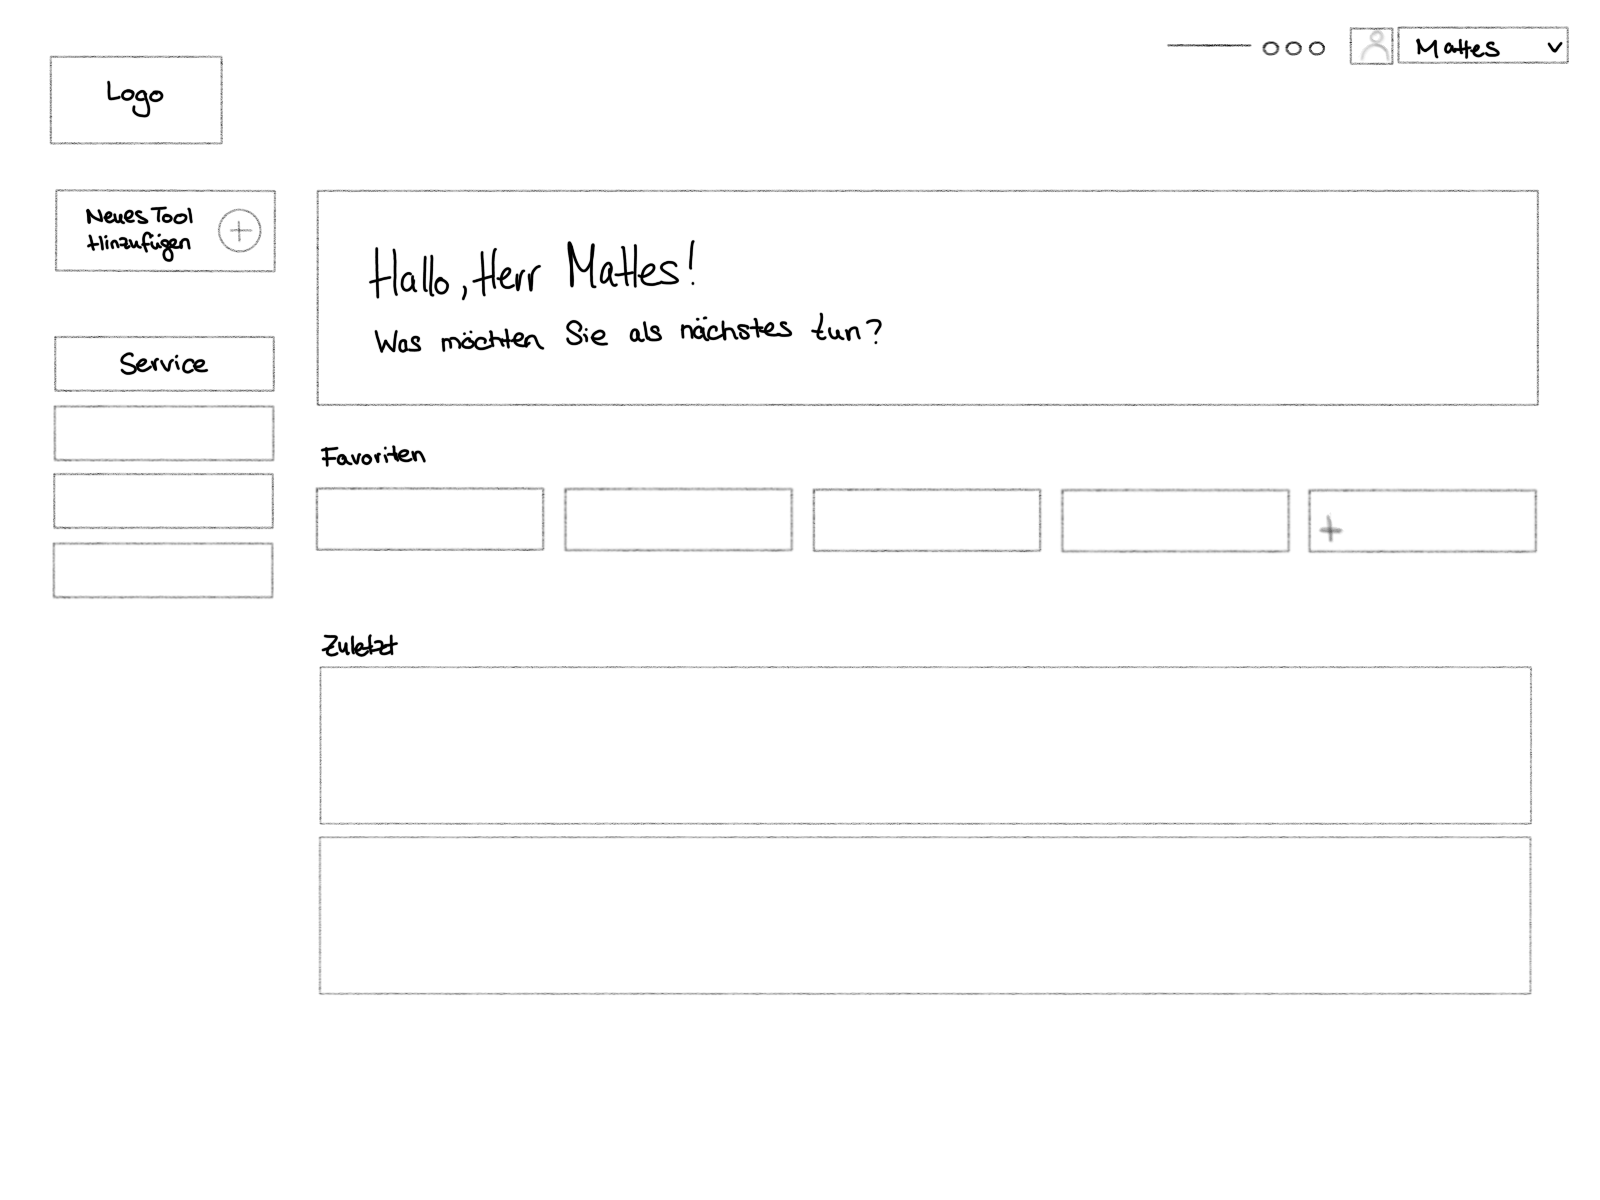 Mattes
Logo
Neues Tool
Hinzufügen
Hallo, Herr Mattes!
Was möchten Sie als nächstes tun?
Service
Favoriten
+
Zuletzt